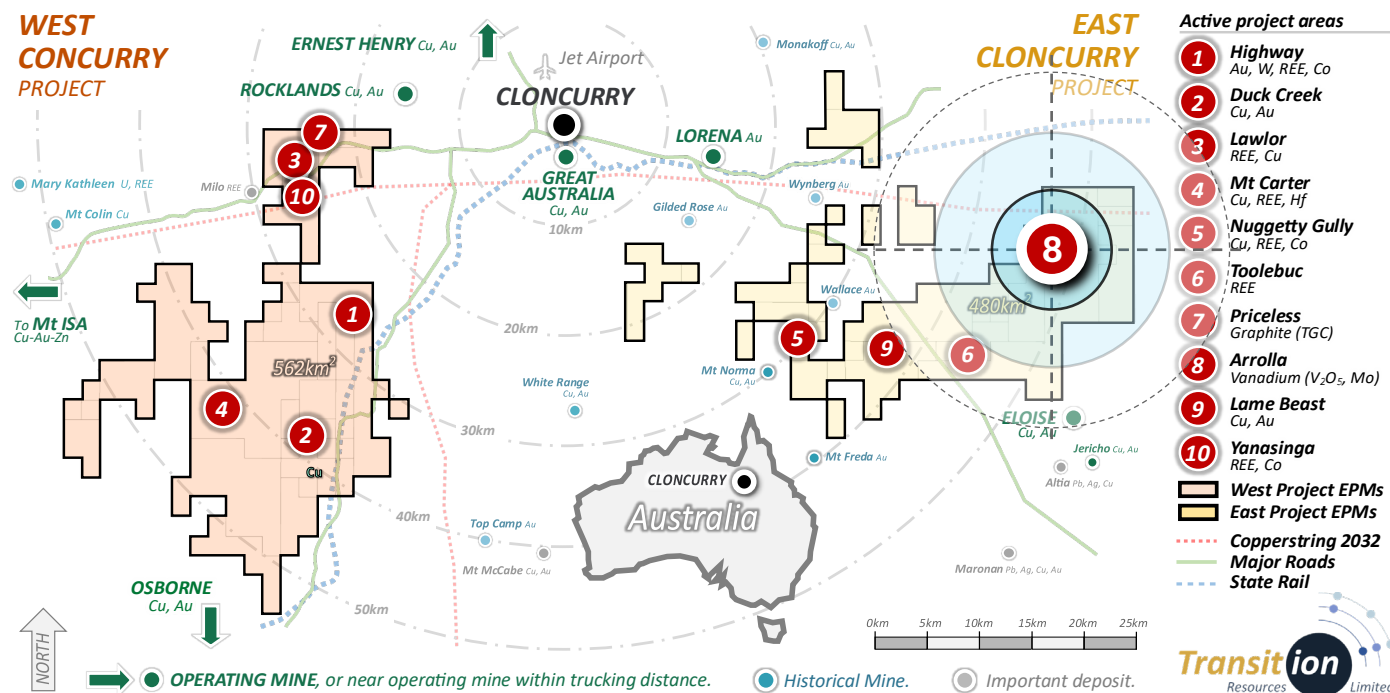 WEST
CONCURRY
PROJECT
ERNEST HENRY Cu, Au
Jet Airport
Monakoff Cu, Au
EAST
CLONCURRY
PROJECT
ROCKLANDS Cu, Au
CLONCURRY
LORENA Au
7
3
10
GREAT
AUSTRALIA
Cu, Au
10km
Mary Kathleen U, REE
Milo REE
Mt Colin Cu
Wynberg Au
Gilded Rose Au
8
480km²
To Mt ISA
Cu-Au-Zn
1
Wallace Au
20km
5
9
6
562km²
Mt Norma
Cu, Au
White Range
Cu, Au
4
2
Cu
30km
ELOISE
Cu, Au
Jericho Cu, Au
Altia Pb, Ag, Cu
Mt Freda Au
CLONCURRY
Australia
40km
Top Camp Au
Mt McCabe Cu, Au
Maronan Pb, Ag, Cu, Au
OSBORNE
Cu, Au
50km
NORTH
0km 5km 10km 15km 20km 25km
OPERATING MINE, or near operating mine within trucking distance.
Historical Mine.
Important deposit.
Active project areas
1 Highway
Au, W, REE, Co
2 Duck Creek
Cu, Au
3 Lawlor
REE, Cu
4 Mt Carter
Cu, REE, Hf
5 Nuggetty Gully
Cu, REE, Co
6 Toolebuc
REE
7 Priceless
Graphite (TGC)
8 Arrolla
Vanadium (V₂O₅, Mo)
9 Lame Beast
Cu, Au
10 Yanasinga
REE, Co
West Project EPMs
East Project EPMs
Copperstring 2032
Major Roads
State Rail
Transition
Resources Limited